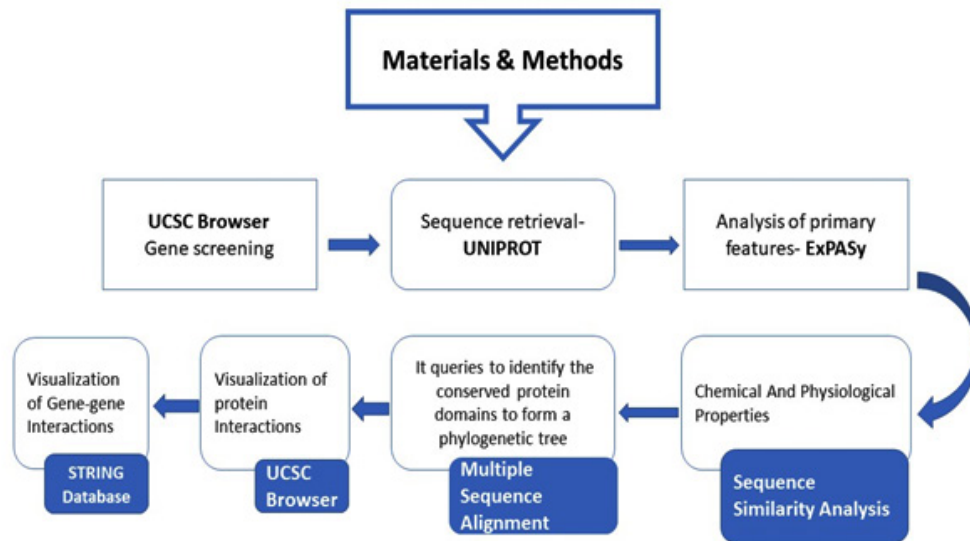 Materials & Methods
UCSC Browser
Gene screening
Sequence retrieval-
UNIPROT
Analysis of primary
features- ExPASy
Chemical And Physiological
Properties
Sequence
Similarity Analysis
It queries to identify the
conserved protein
domains to form a
phylogenetic tree
Multiple
Sequence
Alignment
Visualization of
protein
Interactions
UCSC
Browser
Visualization
of Gene-gene
Interactions
STRING
Database